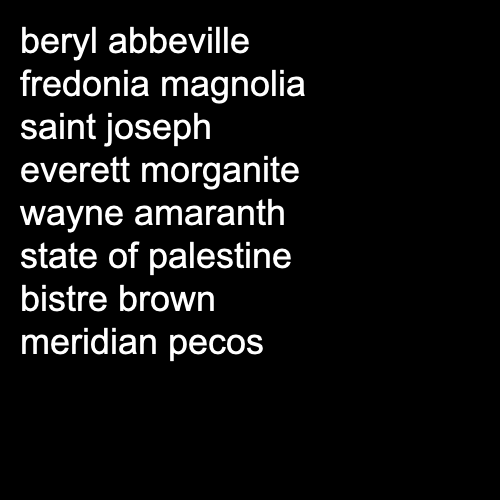 beryl abbeville
fredonia magnolia
saint joseph
everett morganite
wayne amaranth
state of palestine
bistre brown
meridian pecos